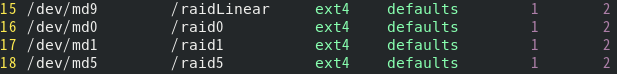 15 /dev/md9 /raidLinear ext4 defaults 1 2
16 /dev/md0 /raid0 ext4 defaults 1 2
17 /dev/md1 /raid1 ext4 defaults 1 2
18 /dev/md5 /raid5 ext4 defaults 1 2